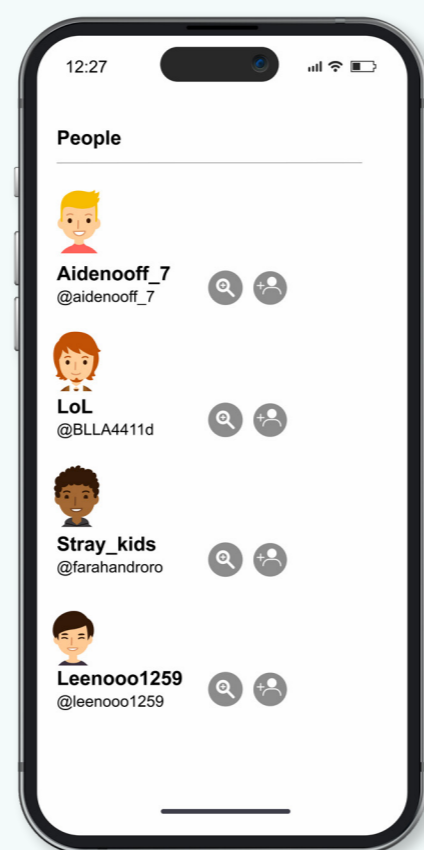 12:27
People
Aidenooff_7
@aidenooff_7
LoL
@BLLA4411d
Stray_kids
@farahandroro
Leenooo1259
@leenooo1259